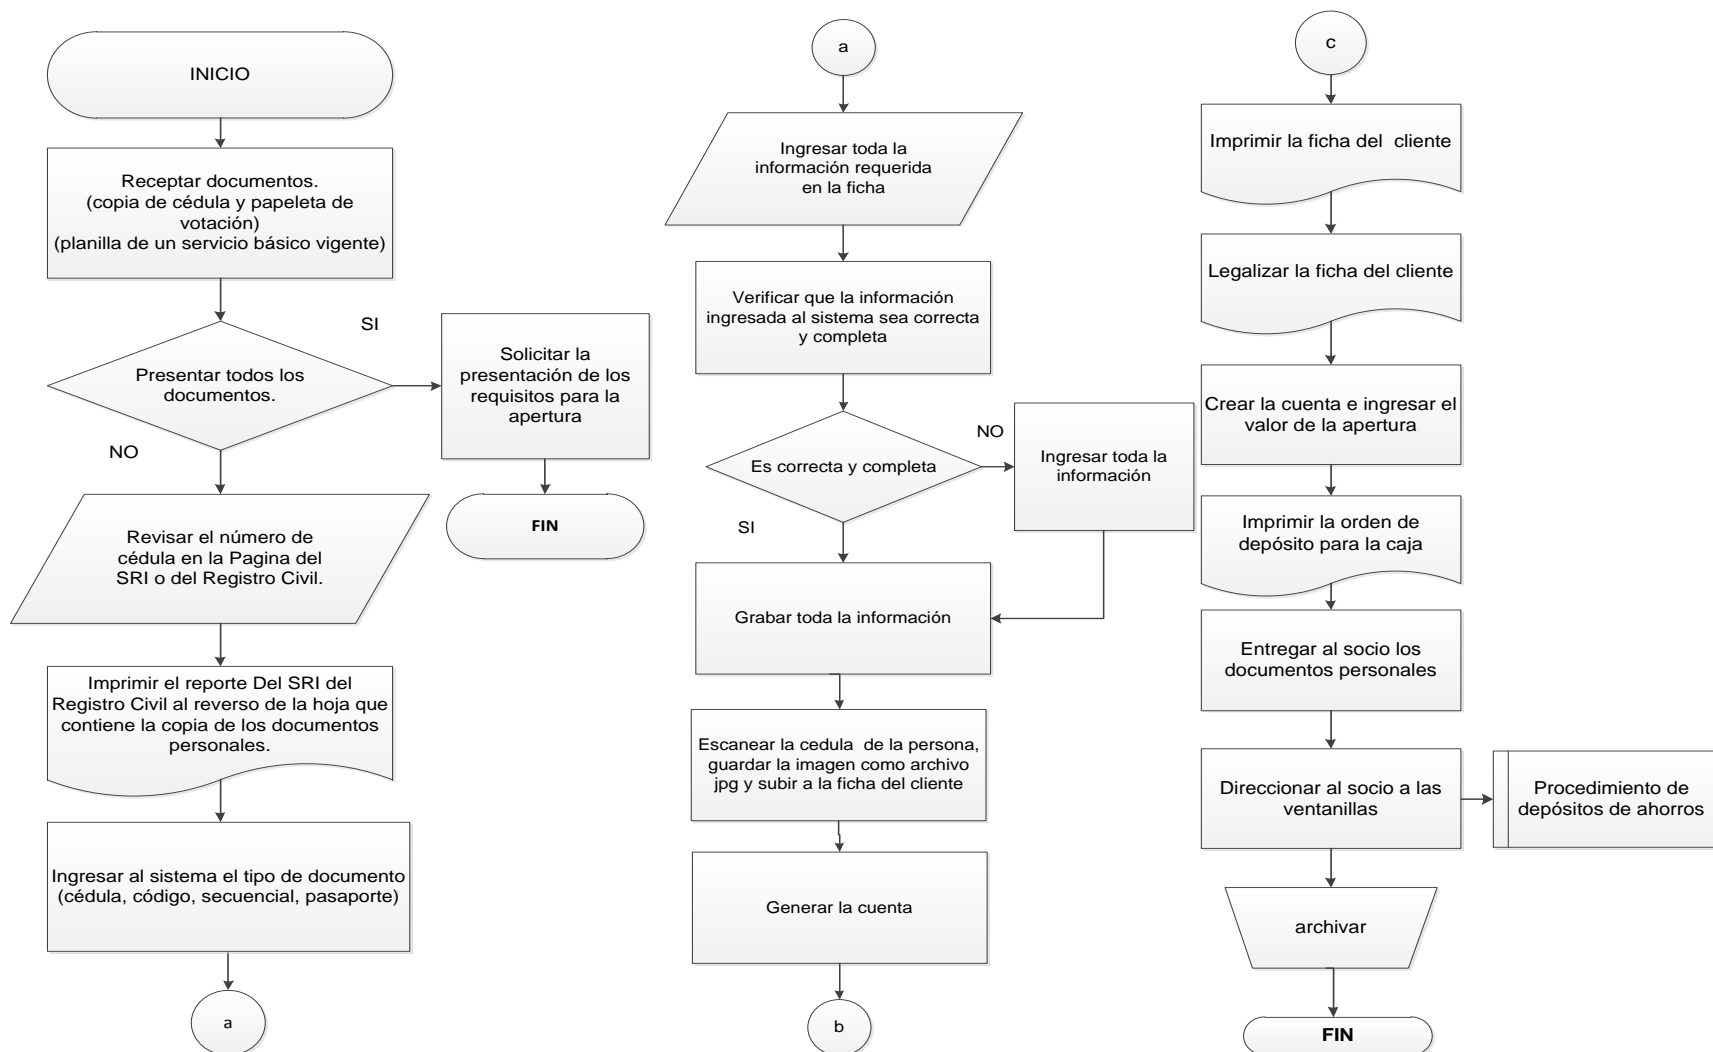 INICIO
Receptar documentos.
(copia de cédula y papeleta de
votación)
(planilla de un servicio básico vigente)
SI
Presentar todos los
documentos.
Solicitar la
presentación de los
requisitos para la
apertura
NO
FIN
Revisar el número de
cédula en la Pagina del
SRI o del Registro Civil.
Imprimir el reporte Del SRI del
Registro Civil al reverso de la hoja que
contiene la copia de los documentos
personales.
Ingresar al sistema el tipo de documento
(cédula, código, secuencial, pasaporte)
a
a
Ingresar toda la
información requerida
en la ficha
Verificar que la información
ingresada al sistema sea correcta
y completa
NO
Es correcta y completa
Ingresar toda la
información
SI
Grabar toda la información
Escanear la cedula  de la persona,
guardar la imagen como archivo
jpg y subir a la ficha del cliente
Generar la cuenta
b
c
Imprimir la ficha del  cliente
Legalizar la ficha del cliente
Crear la cuenta e ingresar el
valor de la apertura
Imprimir la orden de
depósito para la caja
Entregar al socio los
documentos personales
Direccionar al socio a las
ventanillas
Procedimiento de
depósitos de ahorros
archivar
FIN